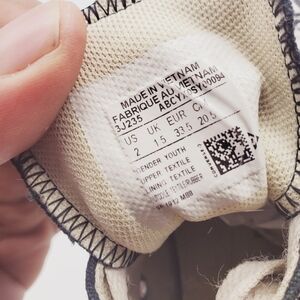 MADE IN VIETNAM
FABRIQUE AU VIETNAM
3J235
US UK EUR
2 1.5 33.5 20.5
GENDER YOUTH
UPPER TEXTILE
LINING TEXTILE